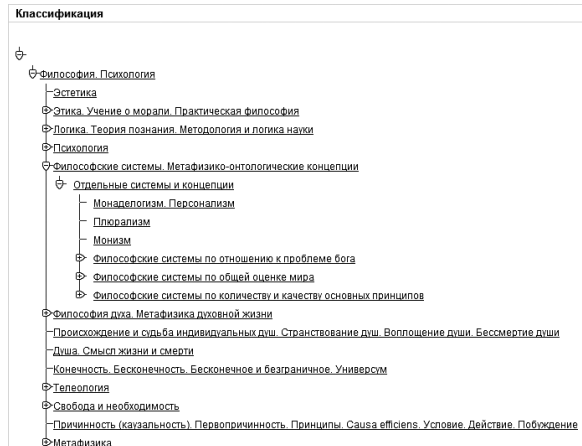 Классификация
Философия. Психология
Эстетика
Этика. Учение о морали. Практическая философия
Логика. Теория познания. Методология и логика науки
Психология
Философские системы. Метафизико-онтологические концепции
Отдельные системы и концепции
Монаделогизм. Персонализм
Плюрализм
Монизм
Философские системы по отношению к проблеме бога
Философские системы по общей оценке мира
Философские системы по количеству и качеству основных принципов
Философия духа. Метафизика духовной жизни
Происхождение и судьба индивидуальных душ. Странствование душ. Воплощение души. Бессмертие души
Душа. Смысл жизни и смерти
Конечность. Бесконечность. Бесконечное и безграничное. Универсум
Телеология
Свобода и необходимость
Причинность (каузальность). Первопричинность. Принципы. Causa efficiens. Условие. Действие. Побуждение
Метафизика